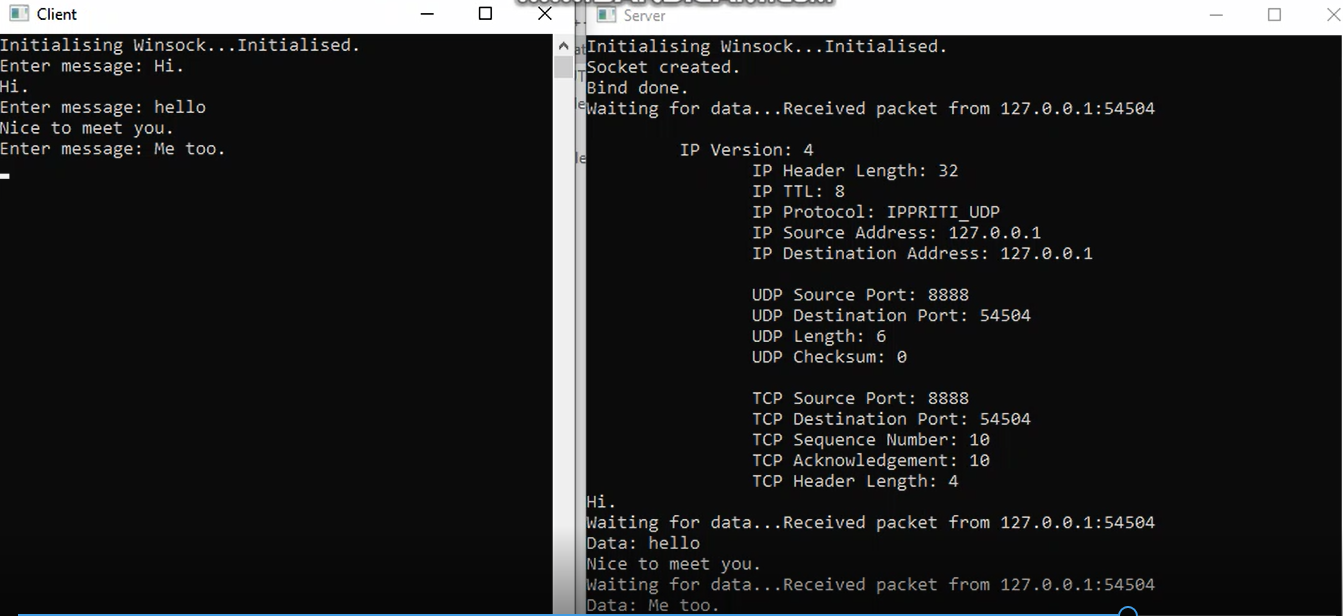 Client
Initialising Winsock...Initialised.
Enter message: Hi.
Hi.
Enter message: hello
Nice to meet you.
Enter message: Me too.
Server
Initialising Winsock...Initialised.
Socket created.
Bind done.
Waiting for data...Received packet from 127.0.0.1:54504
IP Version: 4
IP Header Length: 32
IP TTL: 8
IP Protocol: IPPRITI_UDP
IP Source Address: 127.0.0.1
IP Destination Address: 127.0.0.1
UDP Source Port: 8888
UDP Destination Port: 54504
UDP Length: 6
UDP Checksum: 0
TCP Source Port: 8888
TCP Destination Port: 54504
TCP Sequence Number: 10
TCP Acknowledgement: 10
TCP Header Length: 4
Hi.
Waiting for data...Received packet from 127.0.0.1:54504
Data: hello
Nice to meet you.
Waiting for data...Received packet from 127.0.0.1:54504
Data: Me too.